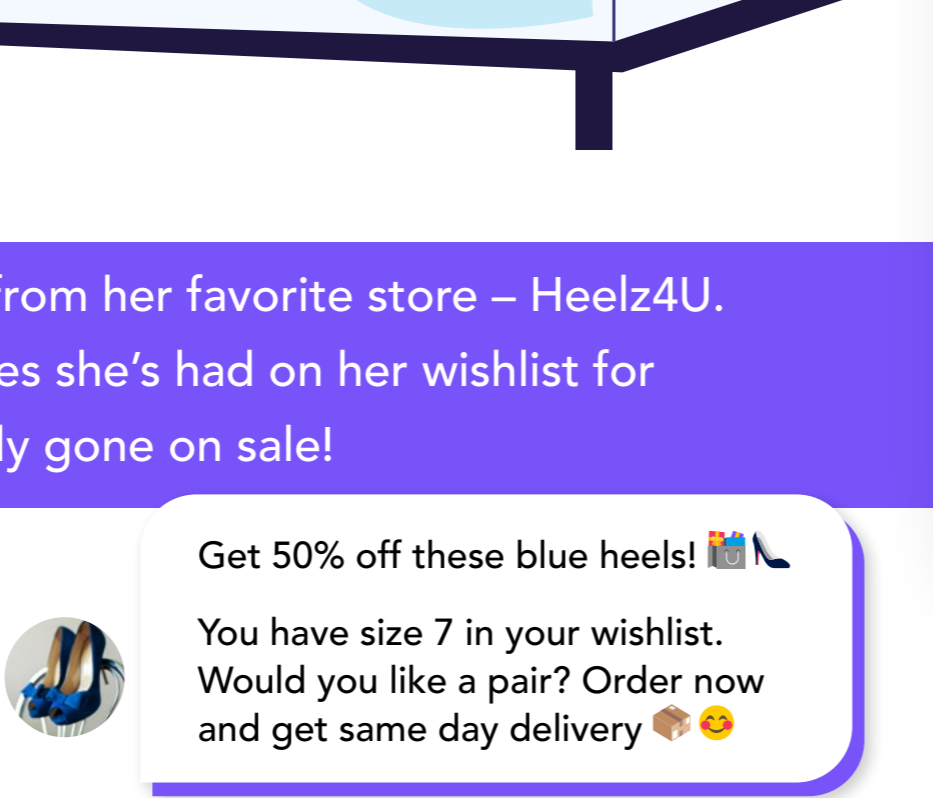 from her favorite store – Heelz4U.
es she’s had on her wishlist for
ly gone on sale!
Get 50% off these blue heels! 🛍️👠
You have size 7 in your wishlist.
Would you like a pair? Order now
and get same day delivery 📦😊